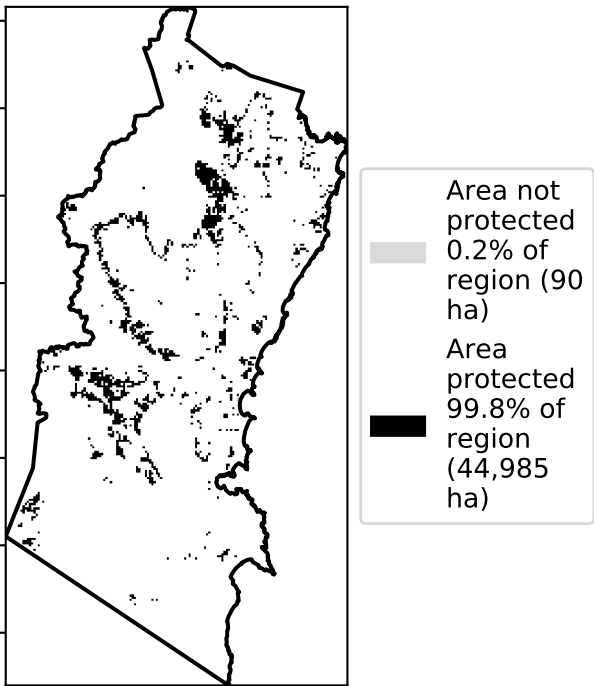 Area not
protected
0.2% of
region (90
ha)
Area
protected
99.8% of
region
(44,985
ha)